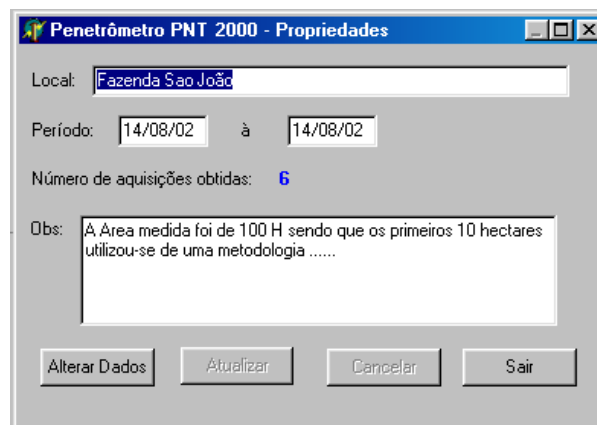 Penetrômetro PNT 2000 - Propriedades
Local: Fazenda Sao João
Período: 14/08/02 à 14/08/02
Número de aquisições obtidas: 6
Obs: A Area medida foi de 100 H sendo que os primeiros 10 hectares
utilizou-se de uma metodologia ......
Alterar Dados Atualizar Cancelar Sair